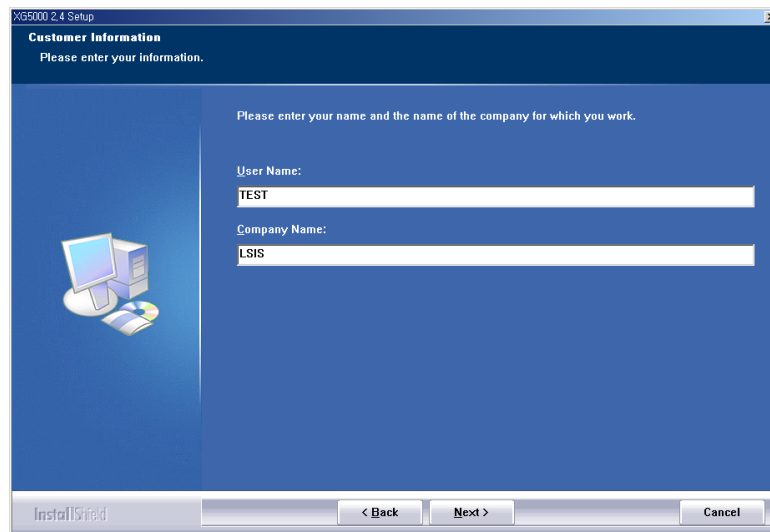 XG5000 2.4 Setup
Customer Information
Please enter your information.
Please enter your name and the name of the company for which you work.
User Name:
TEST
Company Name:
LSIS
InstallShield
< Back
Next >
Cancel